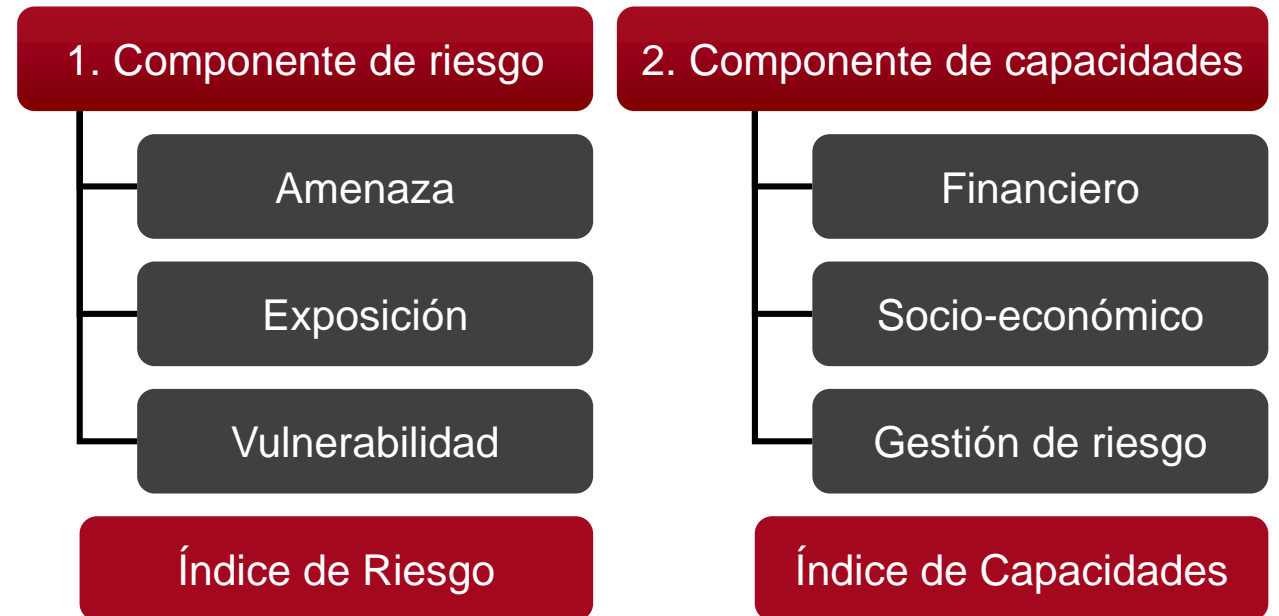 1. Componente de riesgo
Amenaza
Exposición
Vulnerabilidad
Índice de Riesgo
2. Componente de capacidades
Financiero
Socio-económico
Gestión de riesgo
Índice de Capacidades